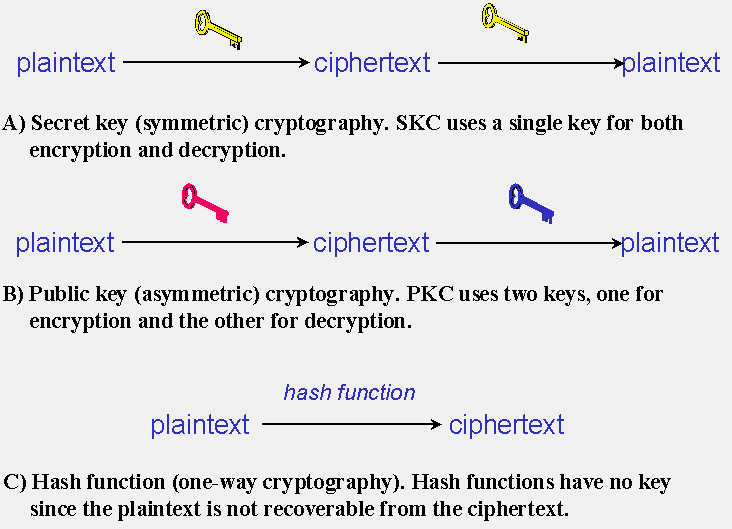 plaintext ciphertext plaintext
A) Secret key (symmetric) cryptography. SKC uses a single key for both
encryption and decryption.
plaintext ciphertext plaintext
B) Public key (asymmetric) cryptography. PKC uses two keys, one for
encryption and the other for decryption.
hash function
plaintext ciphertext
C) Hash function (one-way cryptography). Hash functions have no key
since the plaintext is not recoverable from the ciphertext.